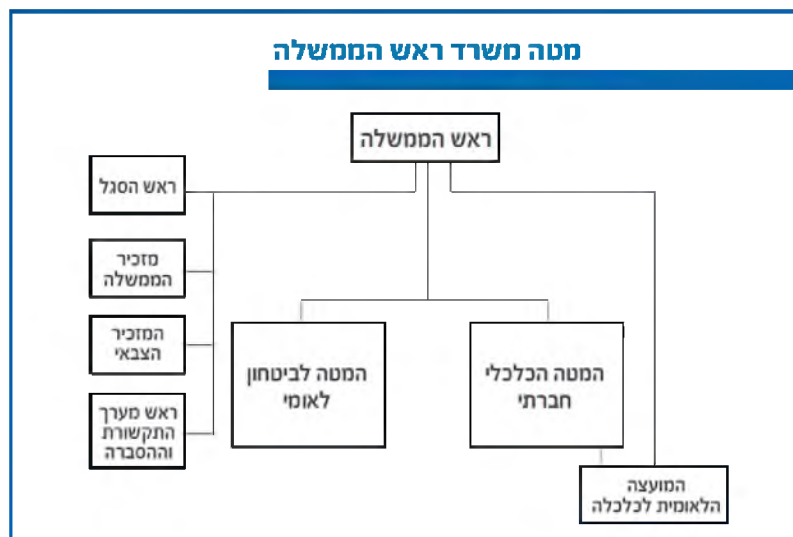 מטה משרד ראש הממשלה
ראש הממשלה
ראש הסגל
מזכיר
הממשלה
המזכיר
הצבאי
ראש מערך
התקשורת
וההסברה
המטה הכלכלי
חברתי
המטה לביטחון
לאומי
המועצה
הלאומית לכלכלה